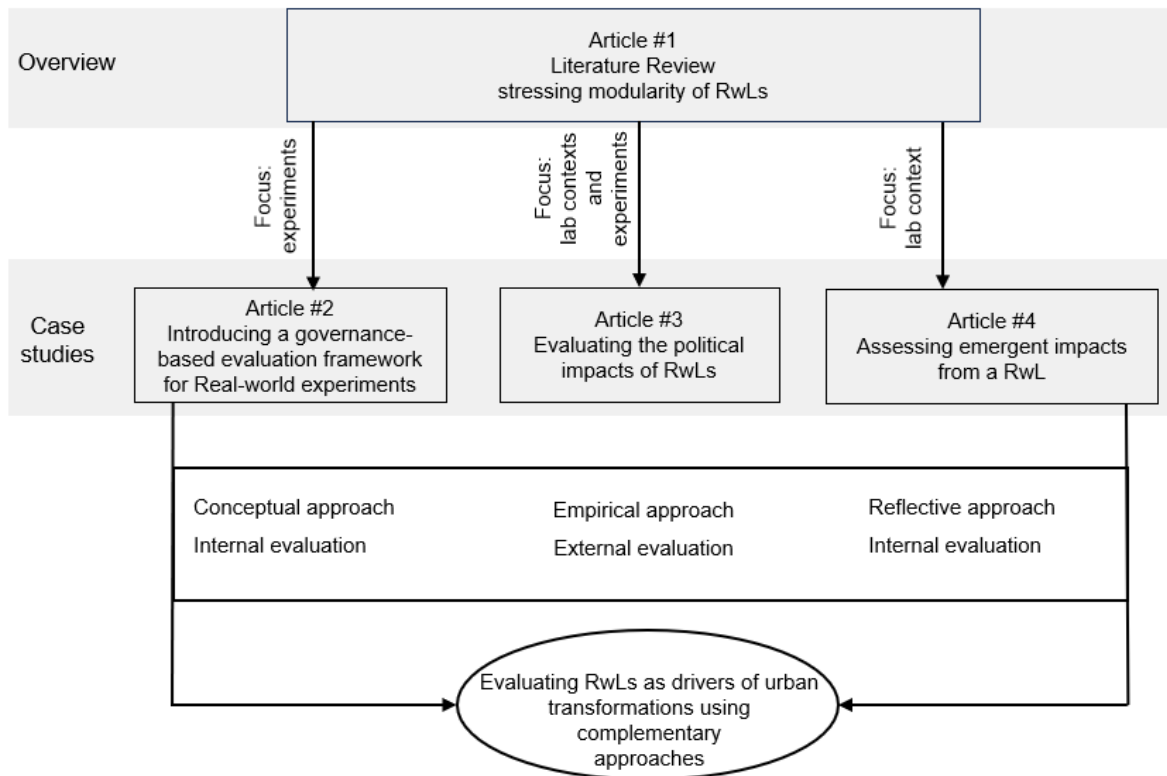 Overview
Article #1
Literature Review
stressing modularity of RwLs
Focus:
experiments
Focus:
lab contexts
and
experiments
Focus:
lab context
Case
studies
Article #2
Introducing a governance-
based evaluation framework
for Real-world experiments
Article #3
Evaluating the political
impacts of RwLs
Article #4
Assessing emergent impacts
from a RwL
Conceptual approach
Internal evaluation
Empirical approach
External evaluation
Reflective approach
Internal evaluation
Evaluating RwLs as drivers of urban
transformations using
complementary
approaches